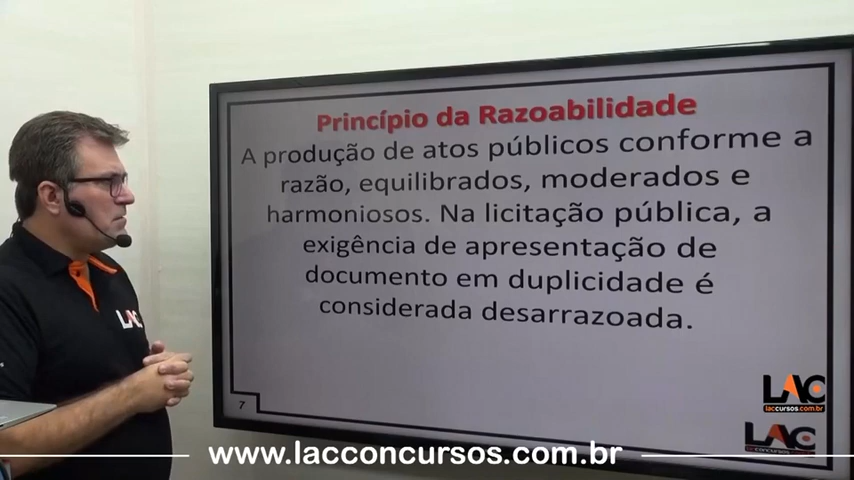 Princípio da Razoabilidade
A produção de atos públicos conforme a
razão, equilibrados, moderados e
harmoniosos. Na licitação pública, a
exigência de apresentação de
documento em duplicidade é
considerada desarrazoada.
7
LAC
LAC
laccursos.com.br
LAC
www.lacconcursos.com.br